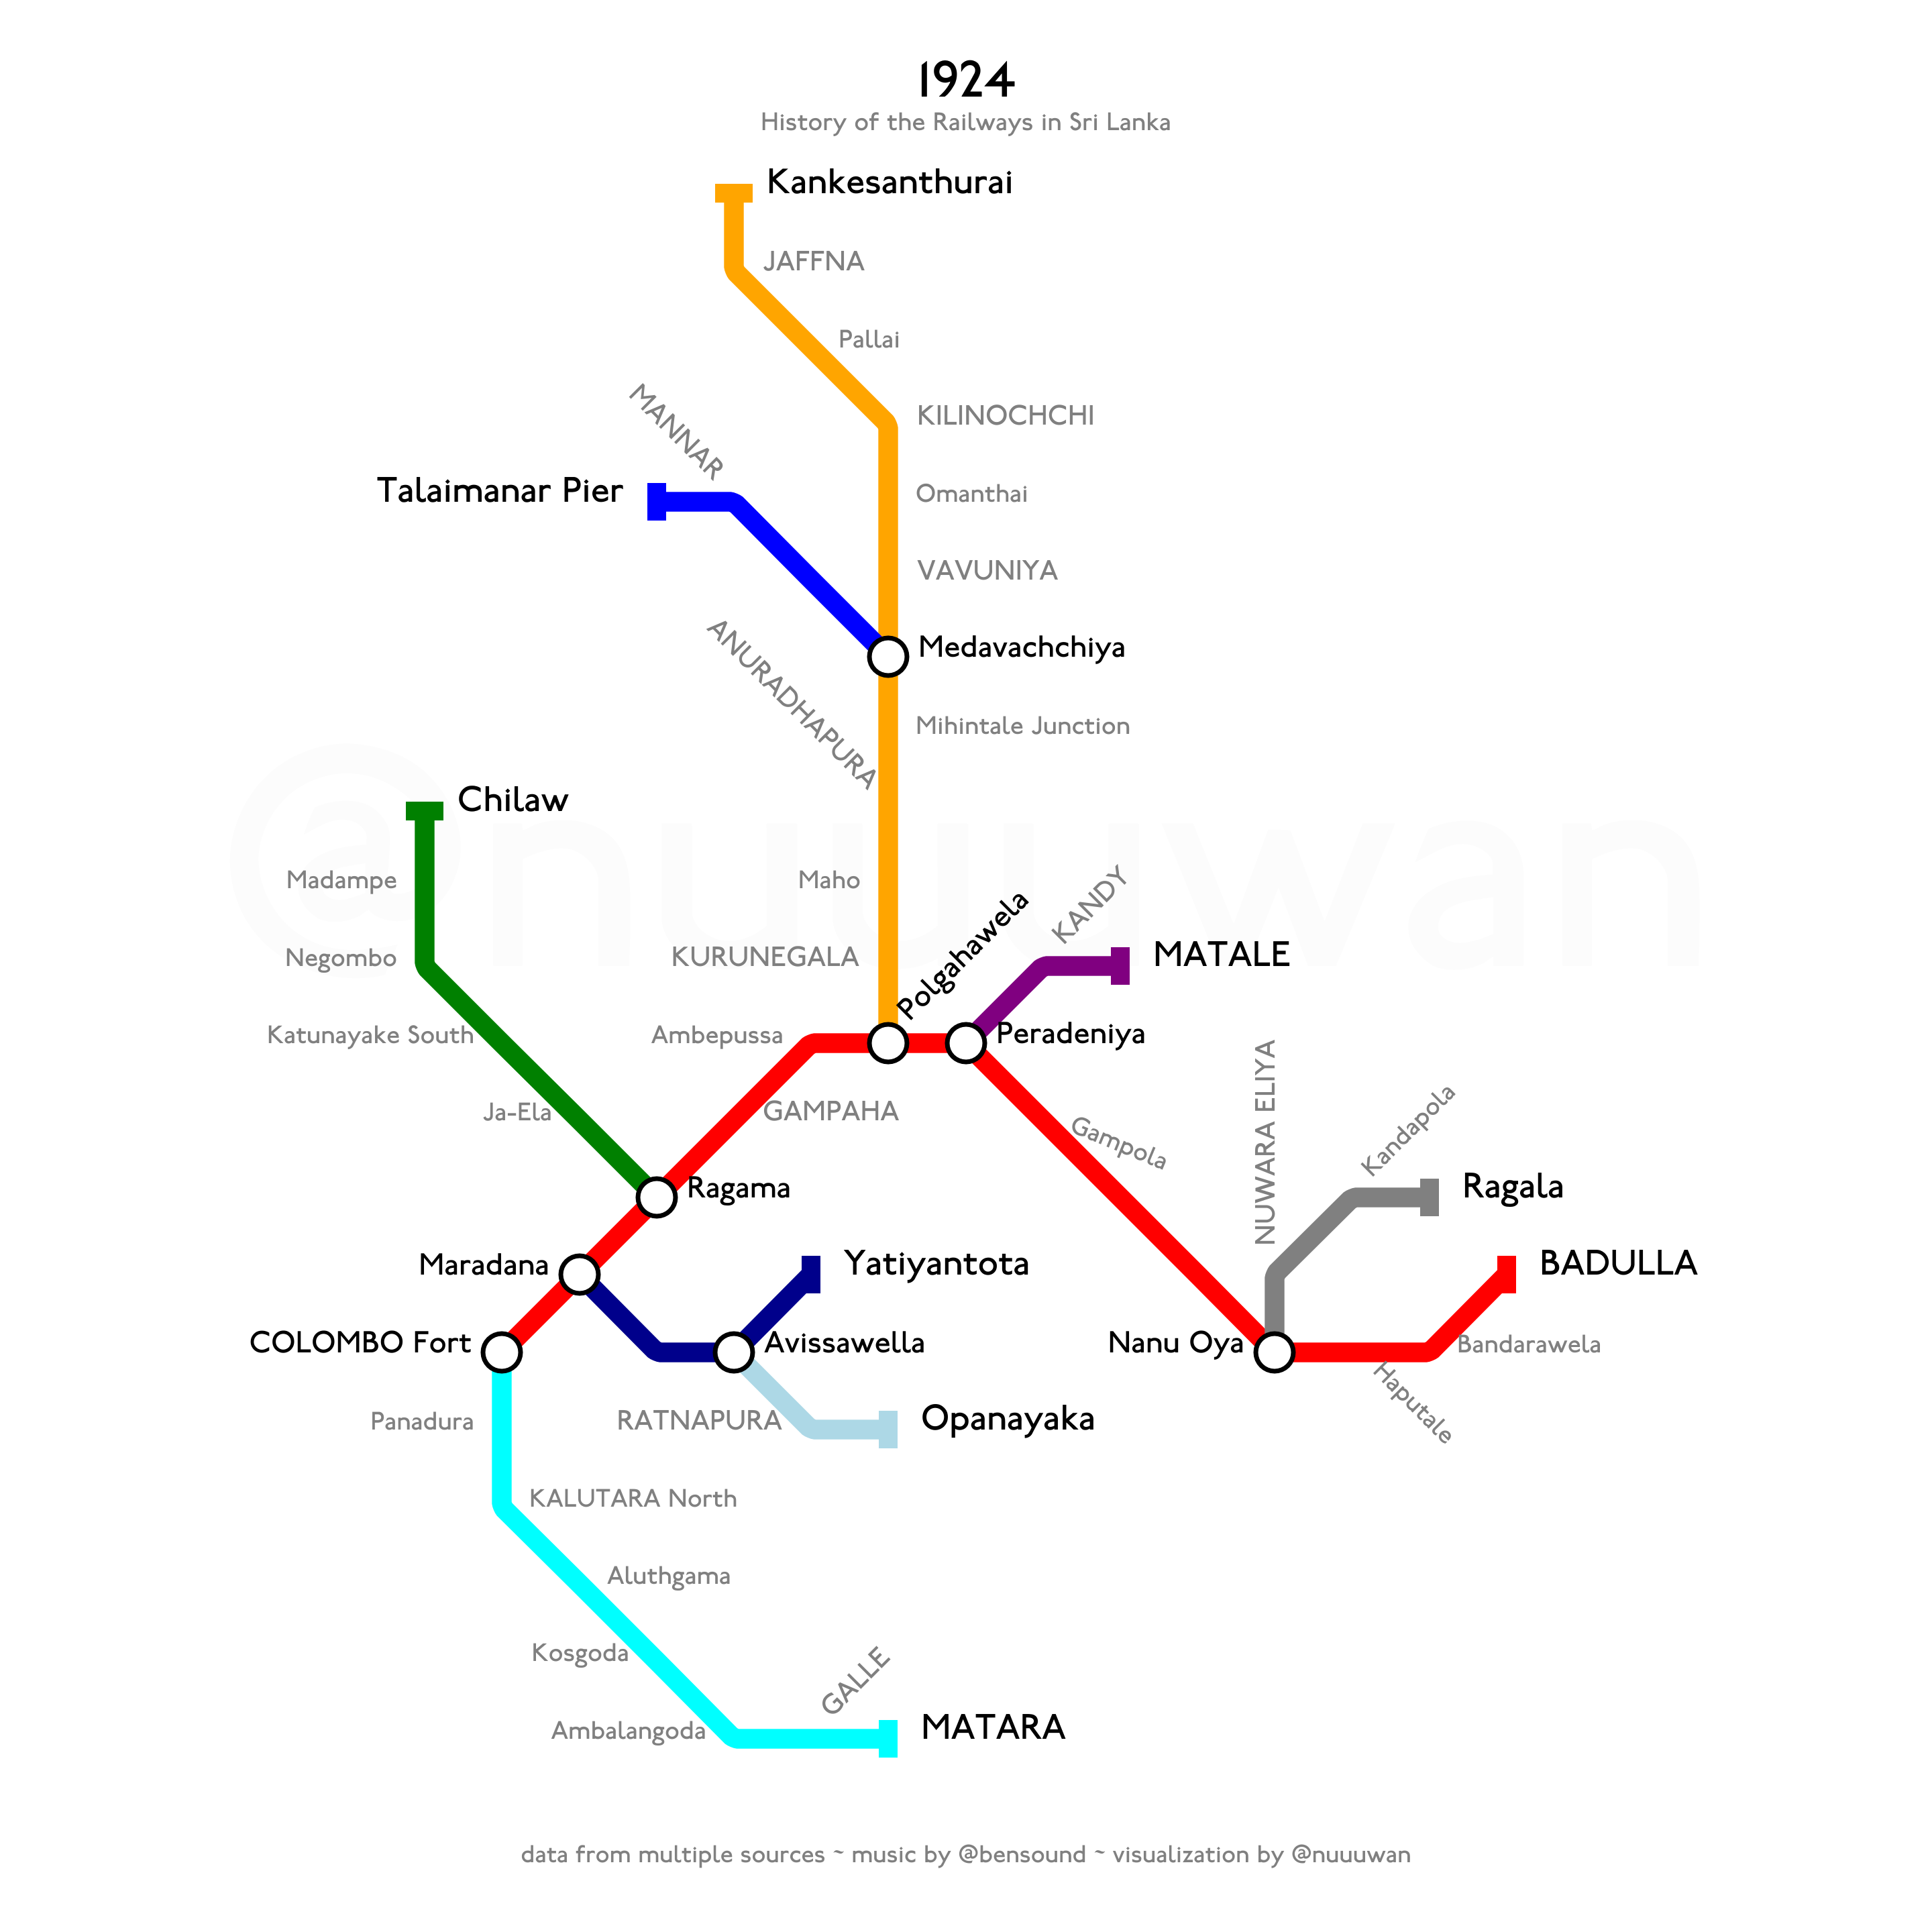 1924
History of the Railways in Sri Lanka
Kankesanthurai
JAFFNA
Pallai
MANNAR
KILINOCHCHI
Talaimanar Pier
Omanthai
VAVUNIYA
ANURADHAPURA
Medavachchiya
Mihintale Junction
Chilaw
@nuuuwan
Madampe
Maho
Polgahawela
KANDY
Negombo
KURUNEGALA
MATALE
Katunayake South
Ambepussa
Peradeniya
NUWARA ELIYA
Ja-Ela
GAMPAHA
Gampola
Kandapola
Ragama
Ragala
Maradana
Yatiyantota
BADULLA
COLOMBO Fort
Avissawella
Nanu Oya
Bandarawela
Haputale
Panadura
RATNAPURA
Opanayaka
KALUTARA North
Aluthgama
Kosgoda
GALLE
Ambalangoda
MATARA
data from multiple sources ~ music by @bensound ~ visualization by @nuuuwan